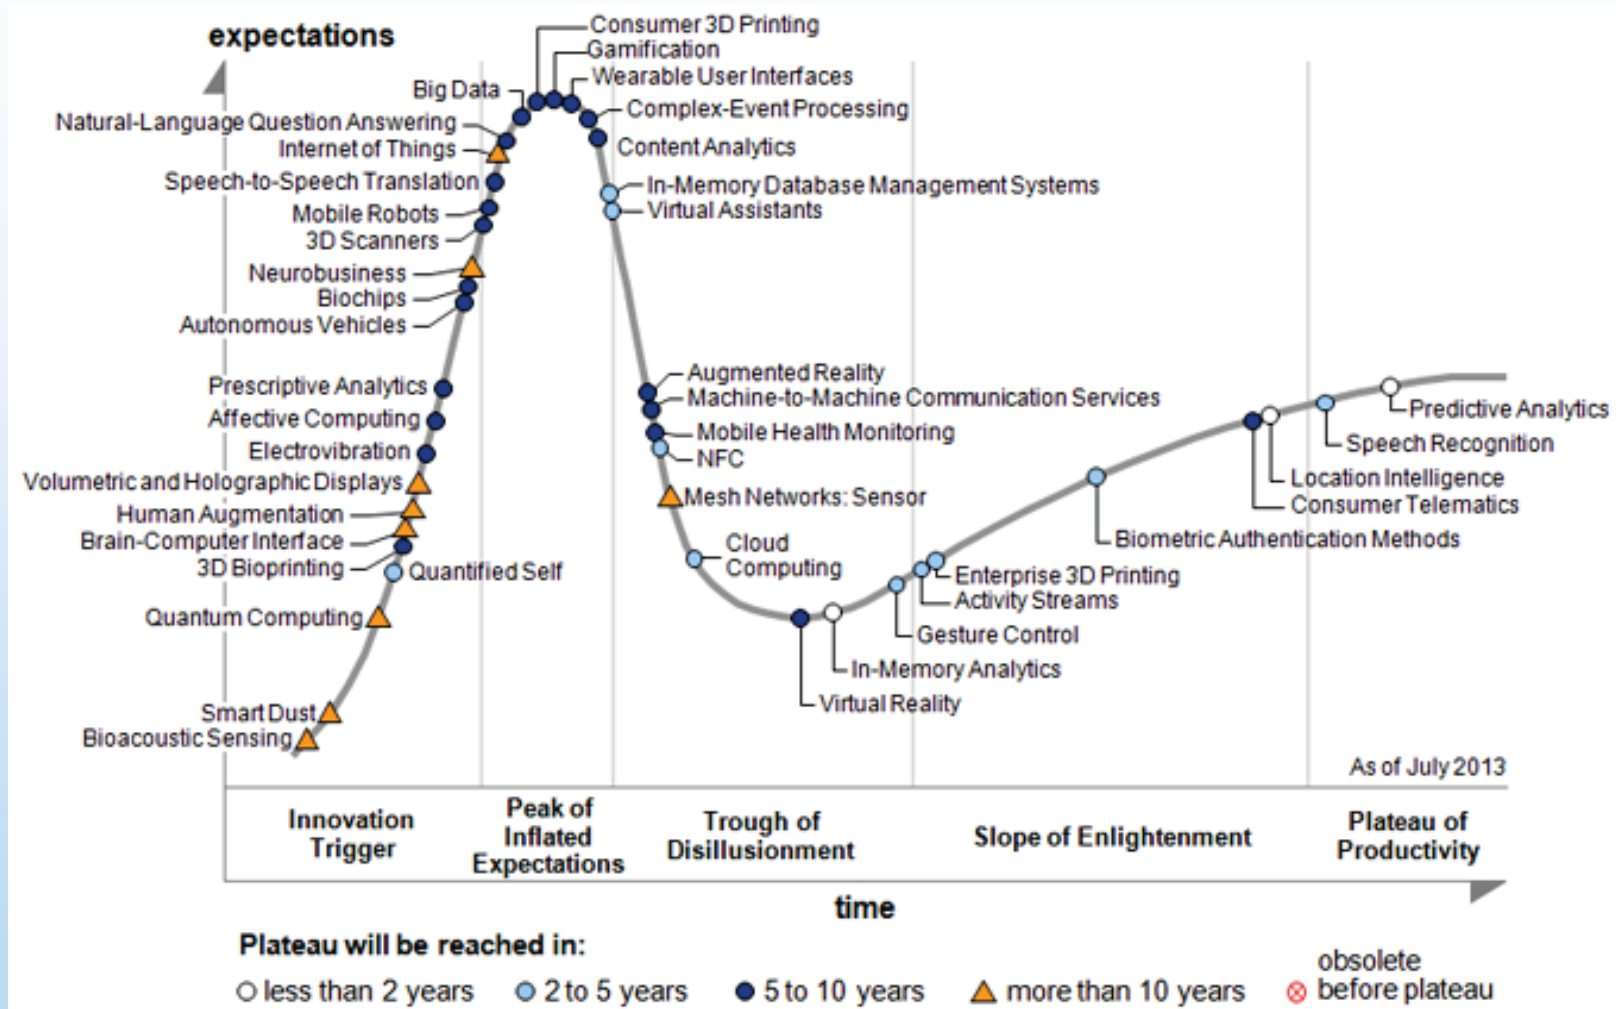 expectations
Consumer 3D Printing
Gamification
Wearable User Interfaces
Big Data
Complex-Event Processing
Natural-Language Question Answering
Internet of Things
Content Analytics
Speech-to-Speech Translation
In-Memory Database Management Systems
Virtual Assistants
Mobile Robots
3D Scanners
Neurobusiness
Biochips
Autonomous Vehicles
Prescriptive Analytics
Affective Computing
Electrovibration
Volumetric and Holographic Displays
Human Augmentation
Brain-Computer Interface
3D Bioprinting
Quantified Self
Quantum Computing
Smart Dust
Bioacoustic Sensing
Augmented Reality
Machine-to-Machine Communication Services
Mobile Health Monitoring
NFC
Mesh Networks: Sensor
Cloud
Computing
Predictive Analytics
Speech Recognition
Location Intelligence
Consumer Telematics
Biometric Authentication Methods
Enterprise 3D Printing
Activity Streams
Gesture Control
In-Memory Analytics
Virtual Reality
As of July 2013
Innovation
Trigger
Peak of
Inflated
Expectations
Trough of
Disillusionment
Slope of Enlightenment
Plateau of
Productivity
time
Plateau will be reached in:
less than 2 years
2 to 5 years
5 to 10 years
more than 10 years
obsolete
before plateau